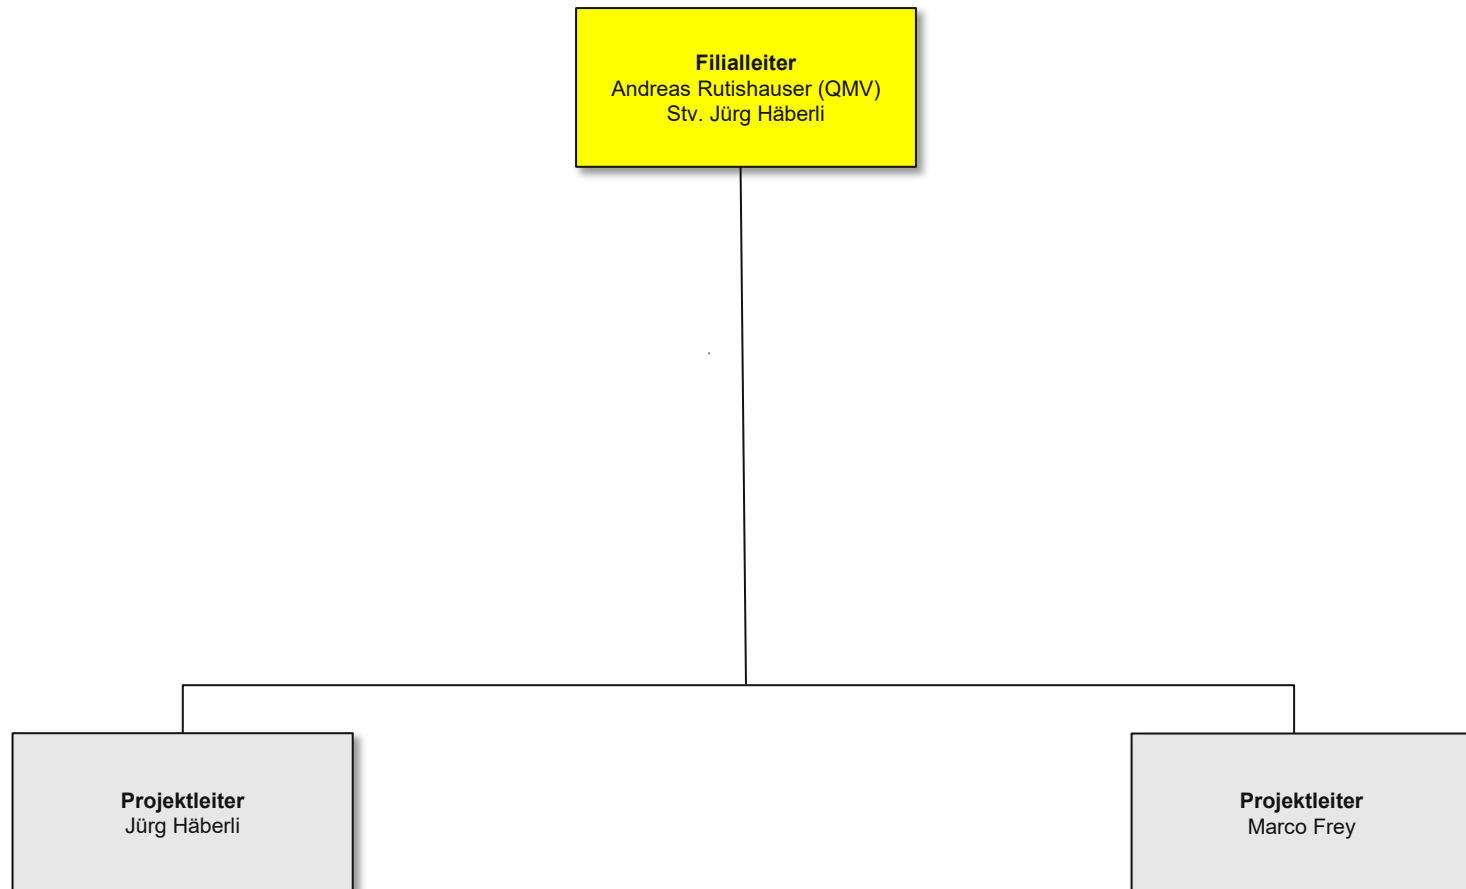 Filialleiter
Andreas Rutishauser (QMV)
Stv. Jürg Häberli
Projektleiter
Jürg Häberli
Projektleiter
Marco Frey